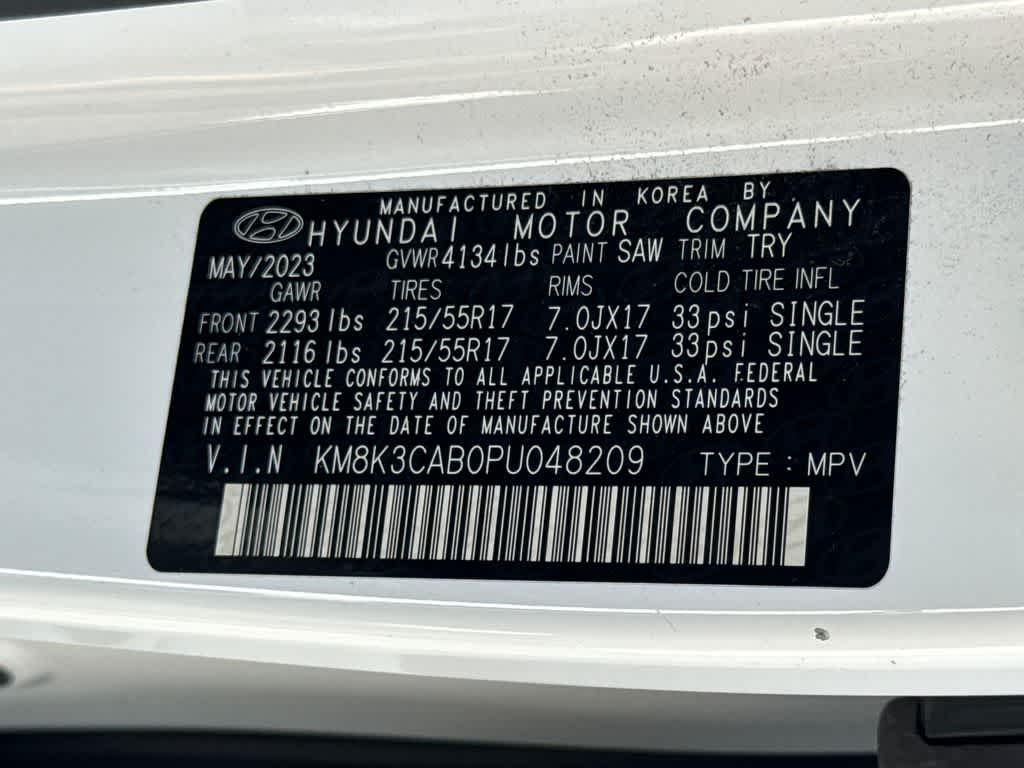 MANUFACTURED IN KOREA BY
HYUNDAI MOTOR COMPANY
MAY/2023 GVWR 4134lbs PAINT SAW TRIM TRY
GAWR TIRES RIMS COLD TIRE INFL
FRONT 2293lbs 215/55R17 7.0JX17 33psi SINGLE
REAR 2116lbs 215/55R17 7.0JX17 33psi SINGLE
THIS VEHICLE CONFORMS TO ALL APPLICABLE U.S.A. FEDERAL
MOTOR VEHICLE SAFETY AND THEFT PREVENTION STANDARDS
IN EFFECT ON THE DATE OF MANUFACTURE SHOWN ABOVE
V.I.N KM8K3CAB0PU048209 TYPE : MPV